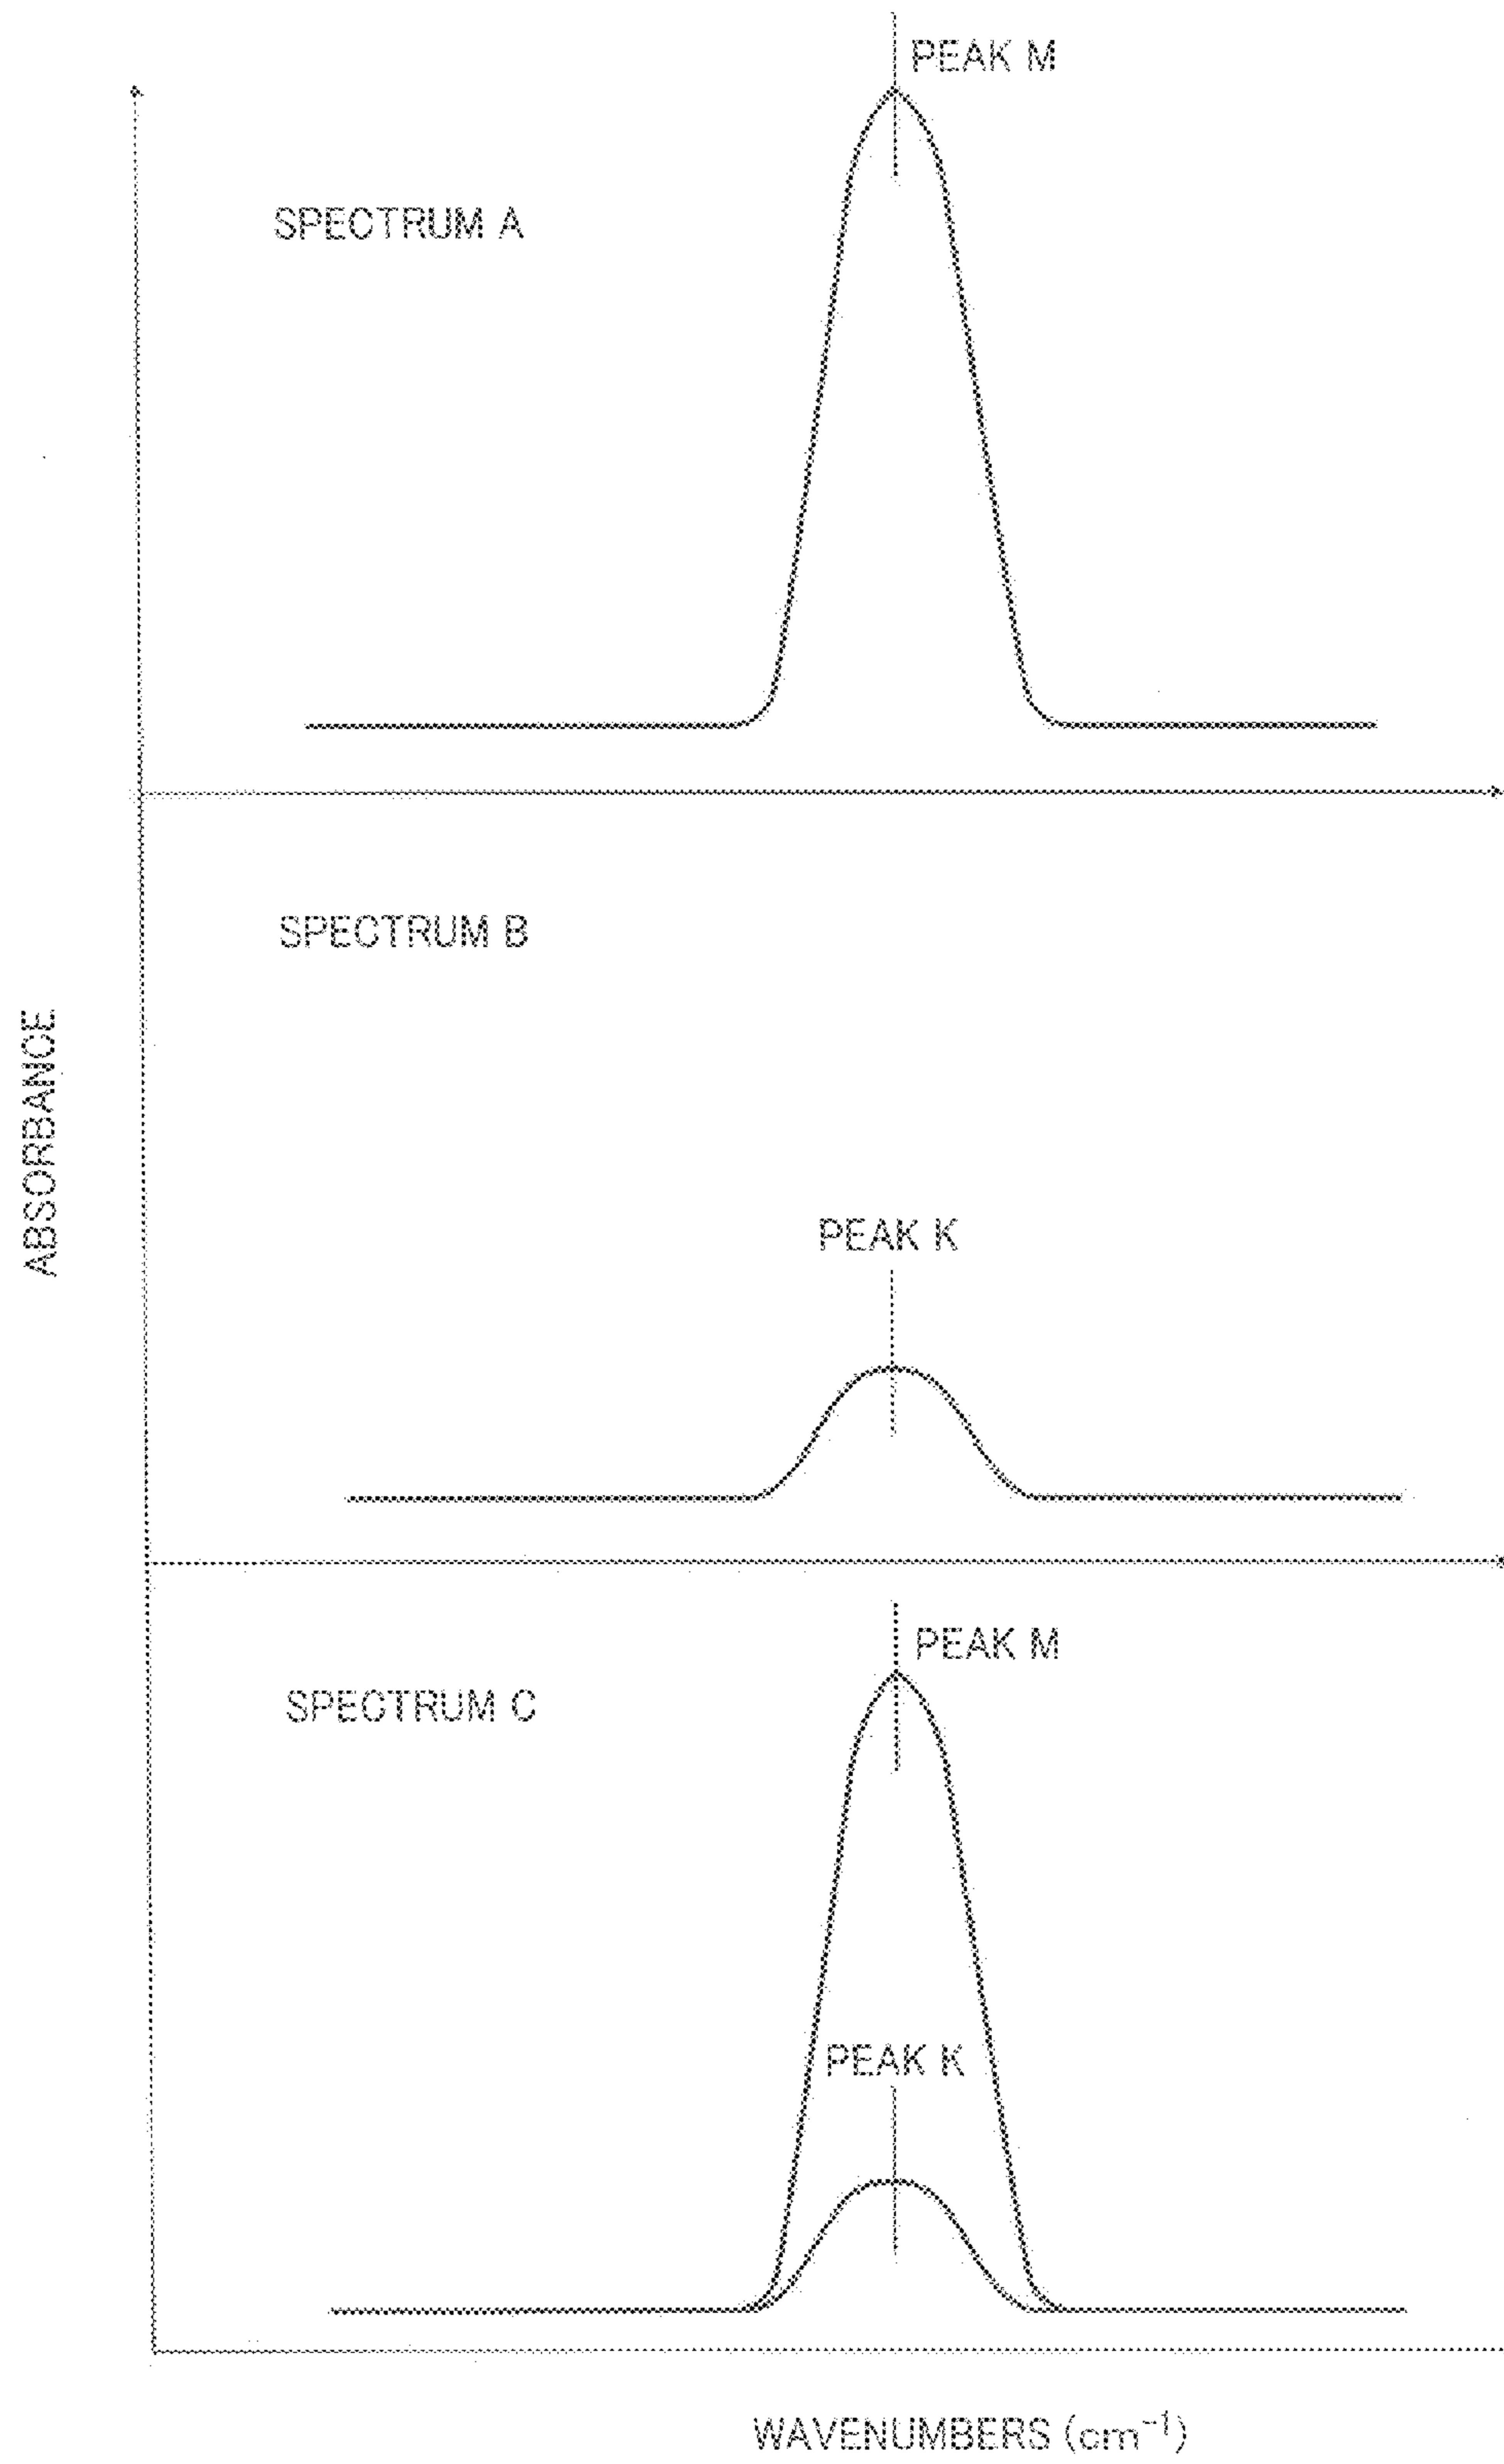 PEAK M
SPECTRUM A
SPECTRUM B
ABSORBANCE
PEAK K
PEAK M
SPECTRUM C
PEAK K
WAVENUMBERS (cm⁻¹)